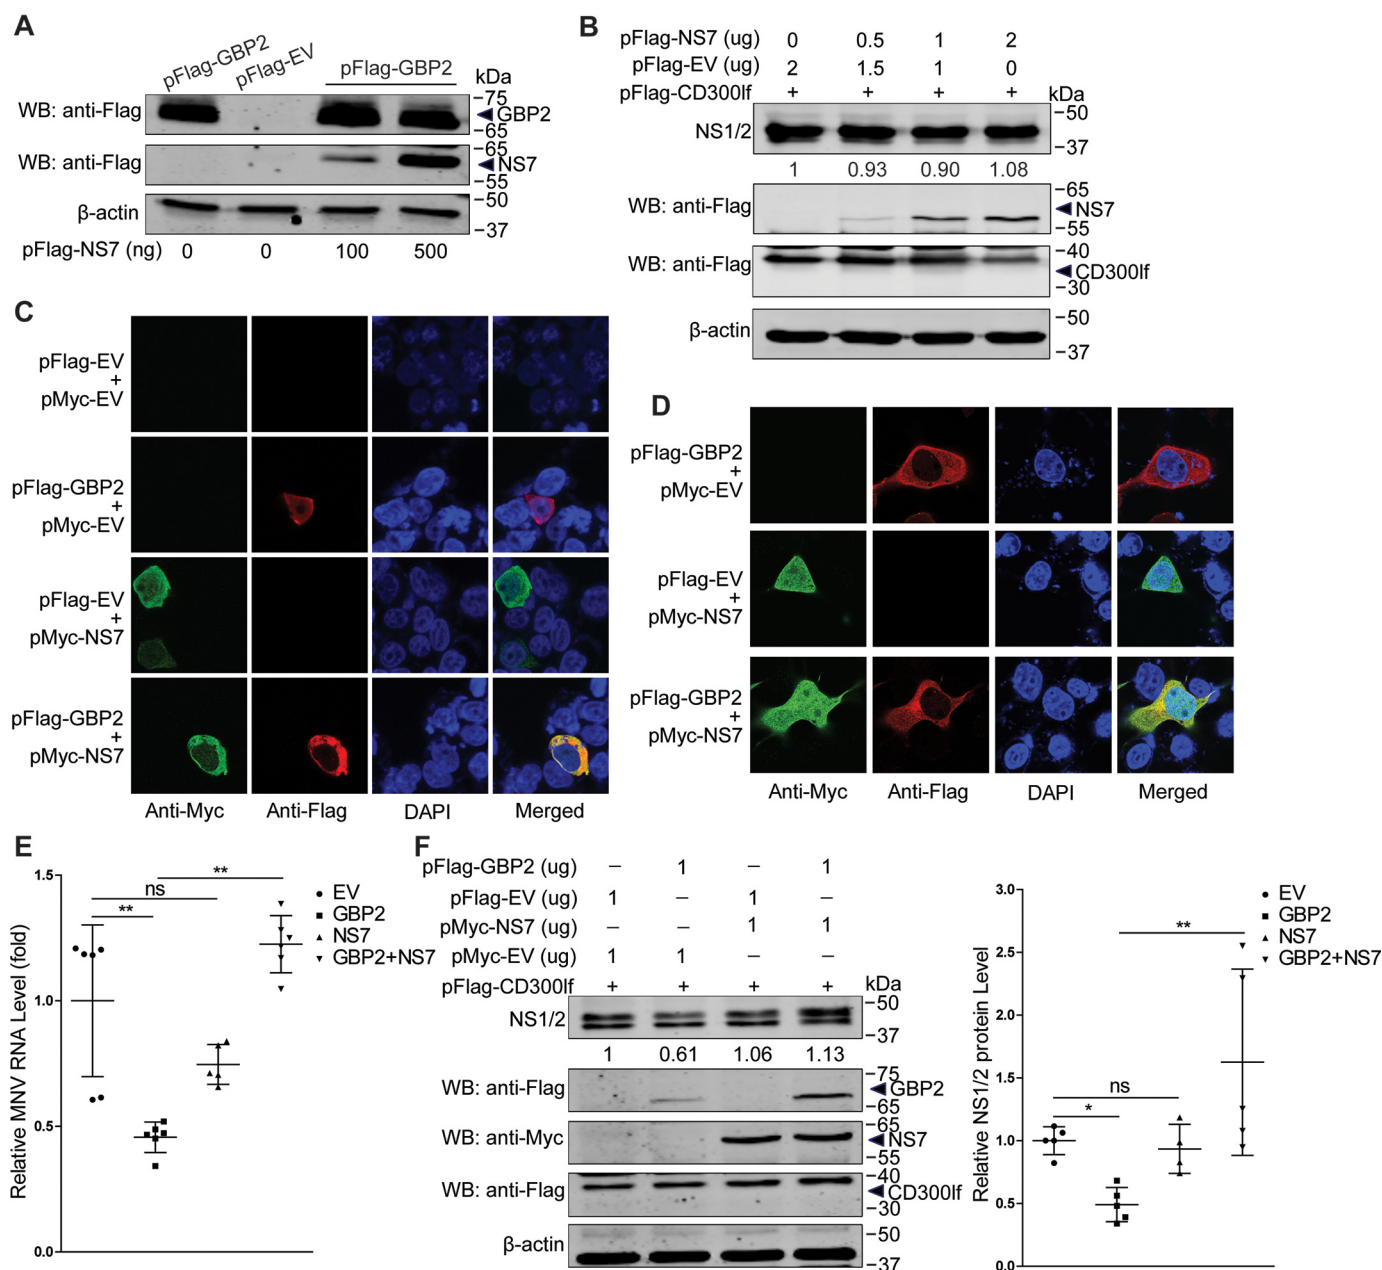 A
pFlag-GBP2
pFlag-EV
pFlag-GBP2
kDa
WB: anti-Flag
75
GBP2
65
WB: anti-Flag
65
NS7
55
β-actin
50
37
pFlag-NS7 (ng) 0 0 100 500
B
pFlag-NS7 (ug) 0 0.5 1 2
pFlag-EV (ug) 2 1.5 1 0
pFlag-CD300lf + + + + kDa
NS1/2
50
37
1 0.93 0.90 1.08
WB: anti-Flag
65
NS7
55
WB: anti-Flag
40
CD300lf
30
β-actin
50
37
C
pFlag-EV
+
pMyc-EV
pFlag-GBP2
+
pMyc-EV
pFlag-EV
+
pMyc-NS7
pFlag-GBP2
+
pMyc-NS7
Anti-Myc Anti-Flag DAPI Merged
D
pFlag-GBP2
+
pMyc-EV
pFlag-EV
+
pMyc-NS7
pFlag-GBP2
+
pMyc-NS7
Anti-Myc Anti-Flag DAPI Merged
E
Relative MNV RNA Level (fold)
1.5
1.0
0.5
0.0
**
ns
**
EV
GBP2
NS7
GBP2+NS7
F
pFlag-GBP2 (ug) – 1 – 1
pFlag-EV (ug) 1 – 1 –
pMyc-NS7 (ug) – – 1 1
pMyc-EV (ug) 1 1 – –
pFlag-CD300lf + + + + kDa
NS1/2
50
37
1 0.61 1.06 1.13
WB: anti-Flag
75
GBP2
65
WB: anti-Myc
65
NS7
55
WB: anti-Flag
40
CD300lf
30
β-actin
50
37
Relative NS1/2 protein Level
3.0
2.5
2.0
1.5
1.0
0.5
0.0
**
ns
*
EV
GBP2
NS7
GBP2+NS7